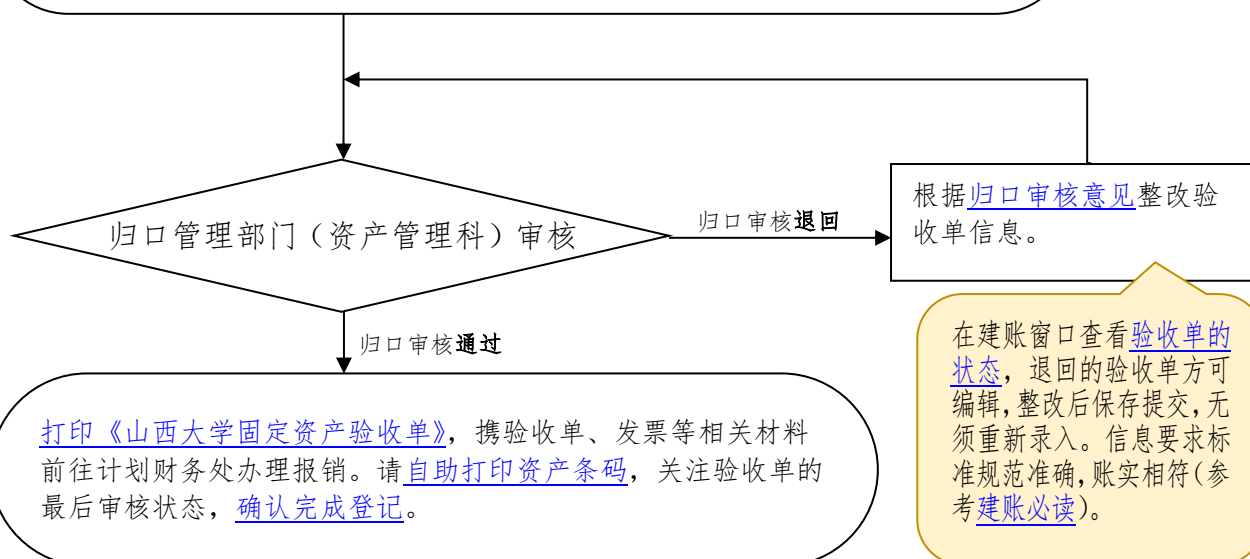 归口管理部门（资产管理科）审核
归口审核退回
根据归口审核意见整改验
收单信息。
归口审核通过
打印《山西大学固定资产验收单》，携验收单、发票等相关材料
前往计划财务处办理报销。请自助打印资产条码，关注验收单的
最后审核状态，确认完成登记。
在建账窗口查看验收单的
状态，退回的验收单方可
编辑，整改后保存提交，无
须重新录入。信息要求标
准规范准确，账实相符（参
考建账必读）。